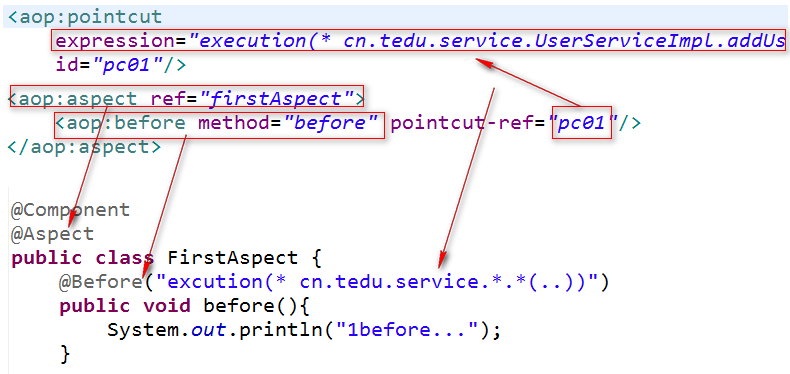 <aop:pointcut
expression="execution(* cn.tedu.service.UserServiceImpl.addUs
id="pc01"/>
<aop:aspect ref="firstAspect">
<aop:before method="before" pointcut-ref="pc01"/>
</aop:aspect>
@Component
@Aspect
public class FirstAspect {
@Before("excution(* cn.tedu.service.*.*(..))")
public void before(){
System.out.println("1before...");
}